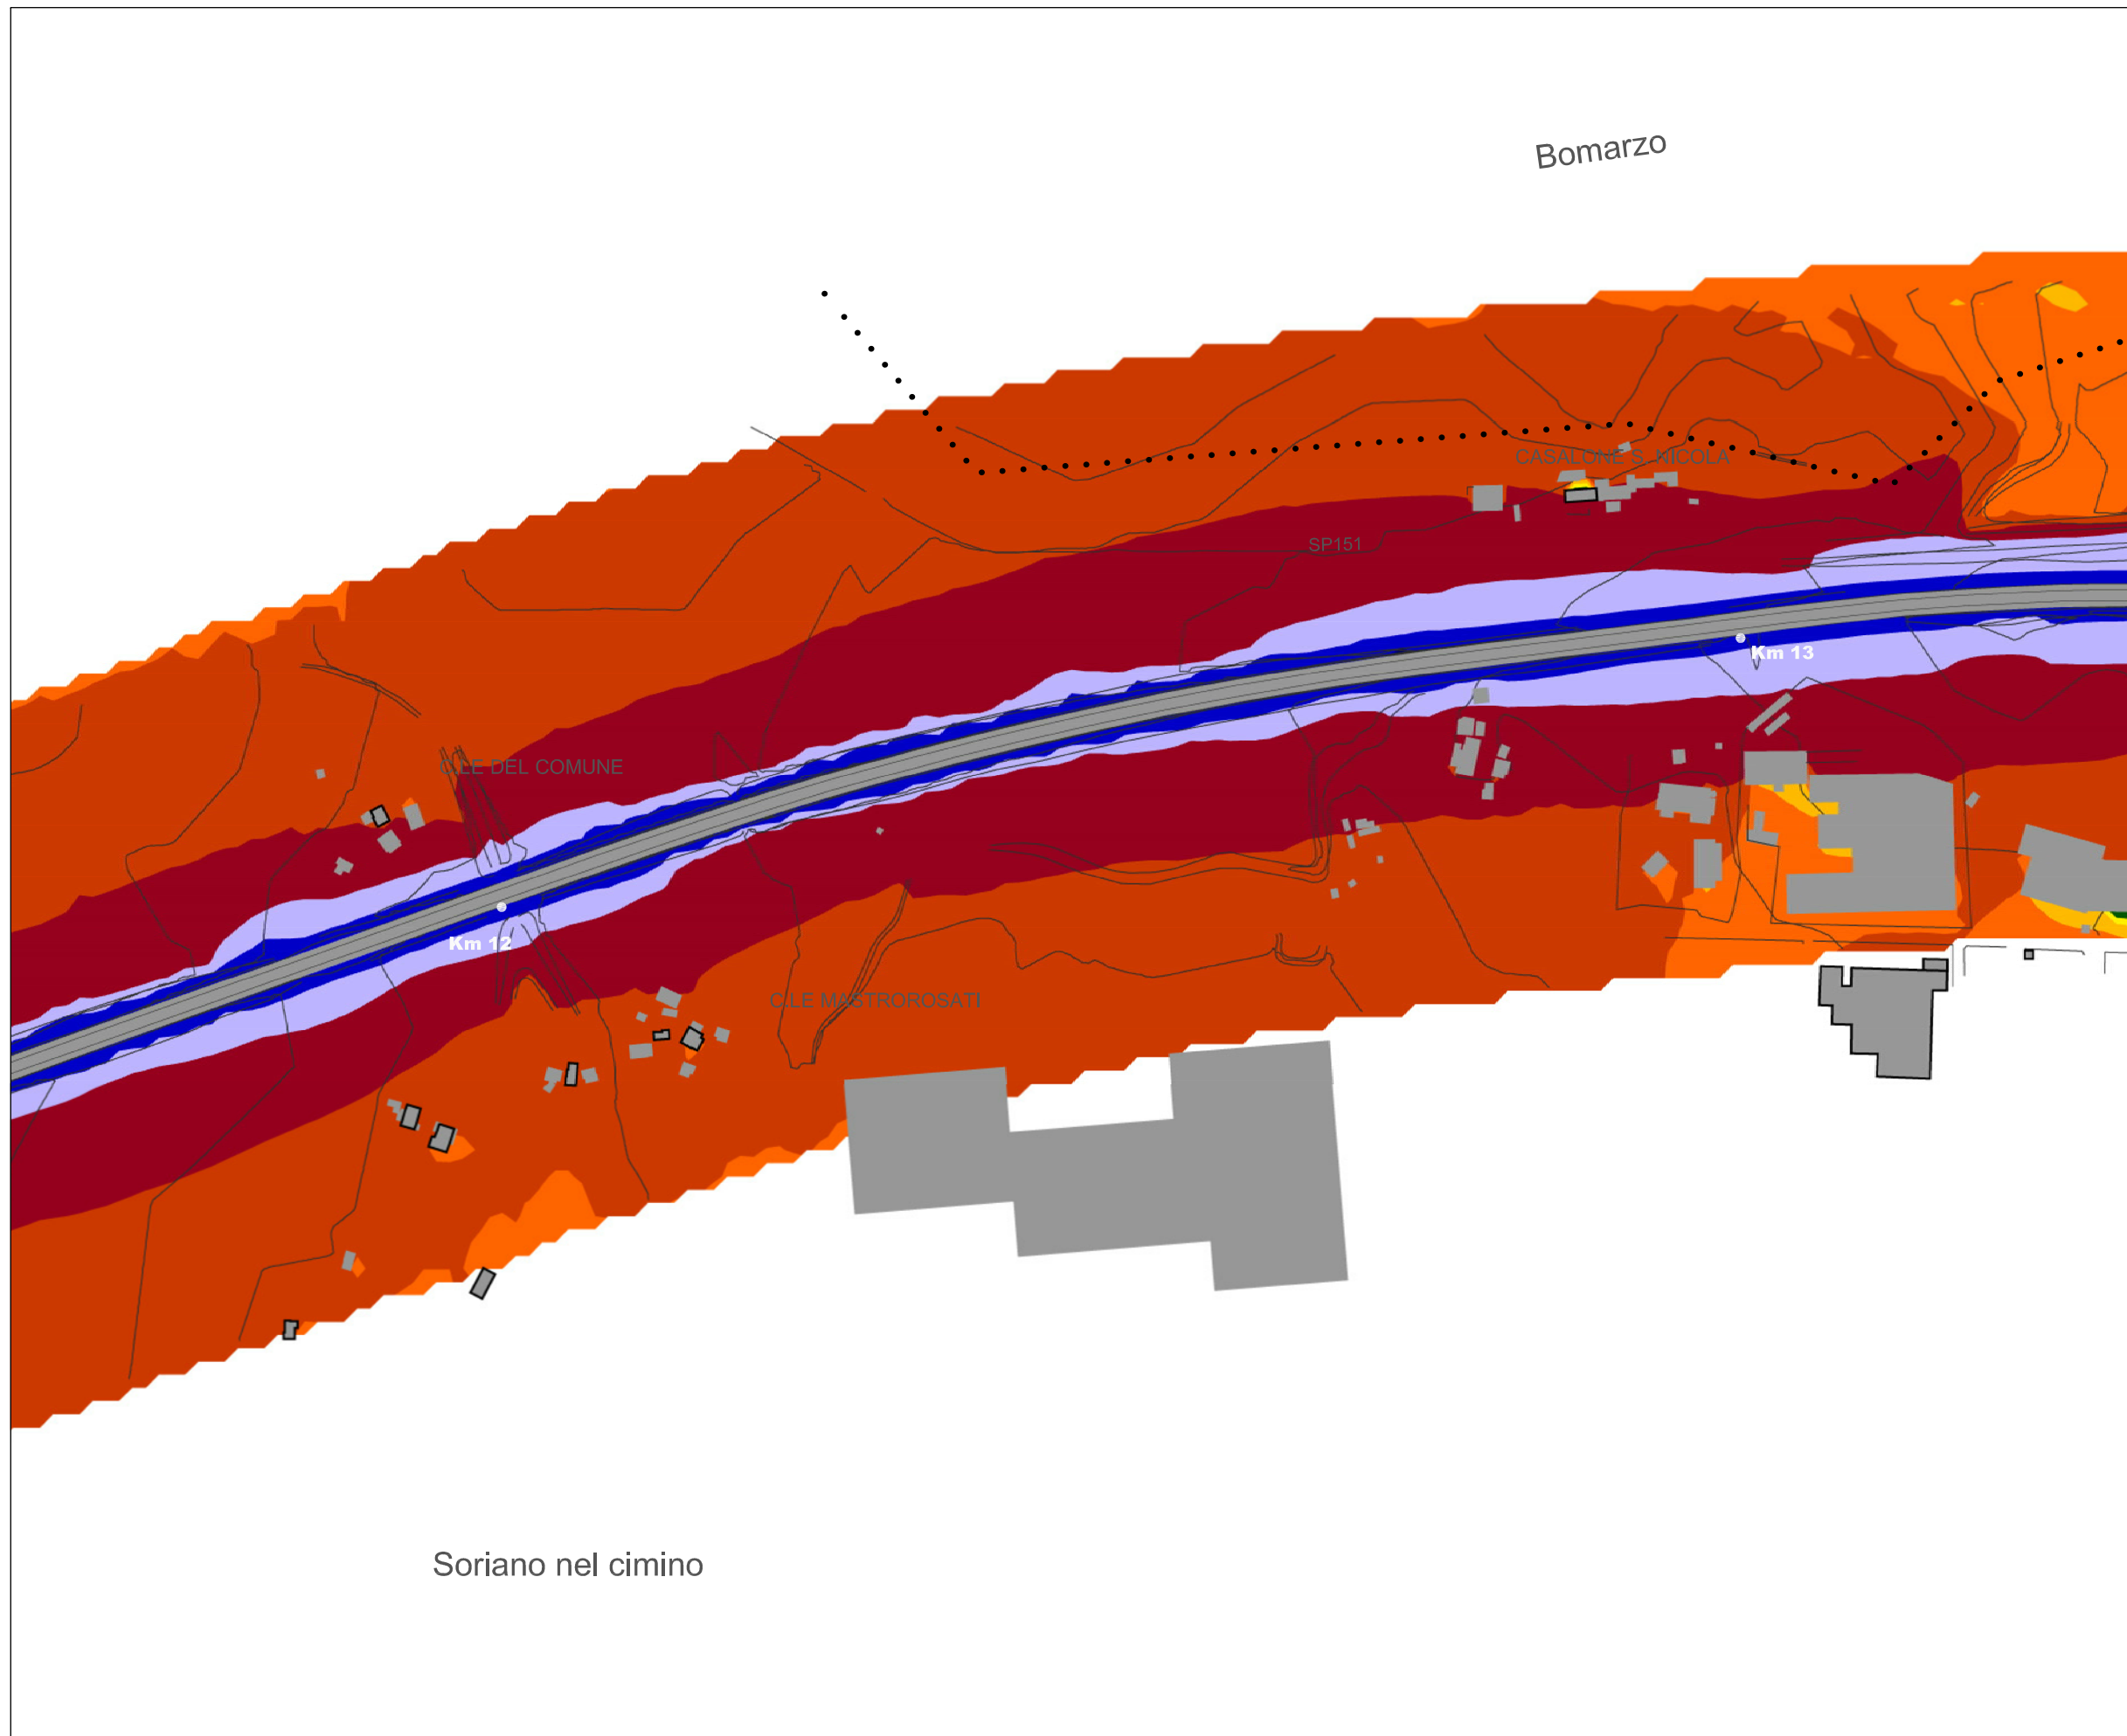 Bomarzo
CASALONE S. NICOLA
SP151
Km 13
C.LE DEL COMUNE
Km 12
C.LE MASTROROSATI
Soriano nel cimino